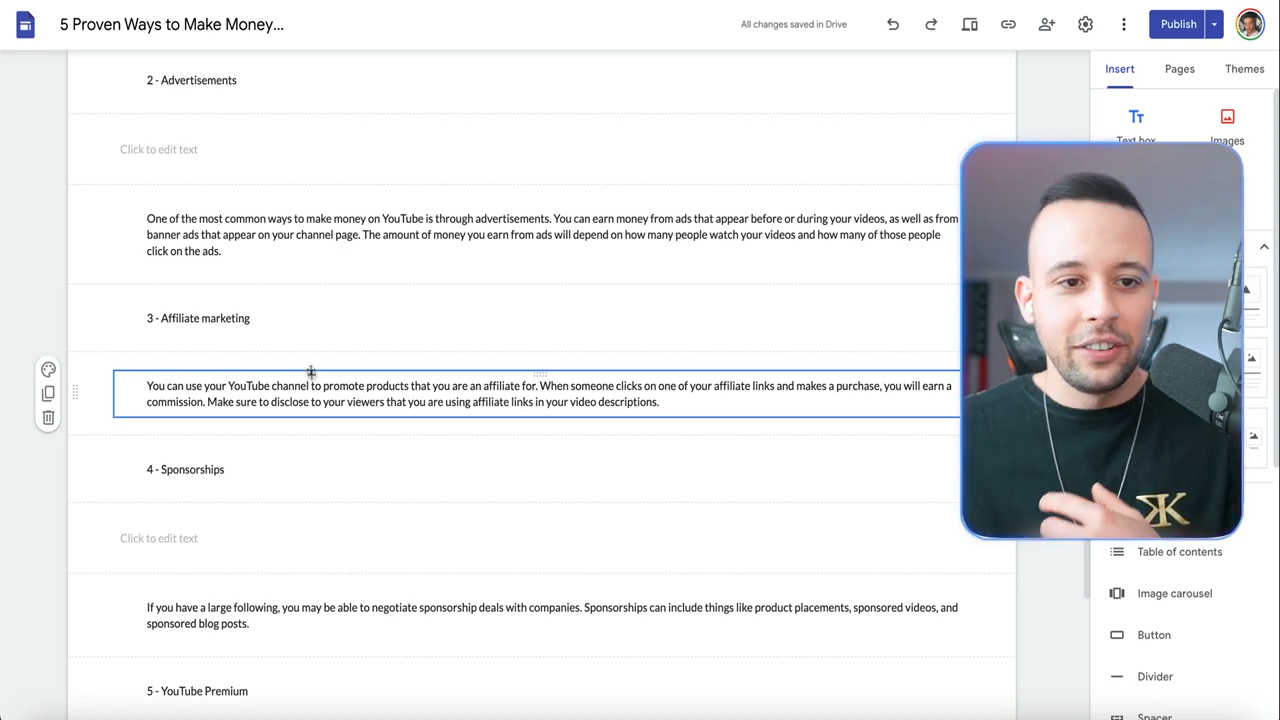 5 Proven Ways to Make Money...
All changes saved in Drive
Publish
Insert
Pages
Themes
Tт
Text box
Images
2 - Advertisements
Click to edit text
One of the most common ways to make money on YouTube is through advertisements. You can earn money from ads that appear before or during your videos, as well as from
banner ads that appear on your channel page. The amount of money you earn from ads will depend on how many people watch your videos and how many of those people
click on the ads.
3 - Affiliate marketing
You can use your YouTube channel to promote products that you are an affiliate for. When someone clicks on one of your affiliate links and makes a purchase, you will earn a
commission. Make sure to disclose to your viewers that you are using affiliate links in your video descriptions.
4 - Sponsorships
Click to edit text
If you have a large following, you may be able to negotiate sponsorship deals with companies. Sponsorships can include things like product placements, sponsored videos, and
sponsored blog posts.
5 - YouTube Premium
Table of contents
Image carousel
Button
Divider
Spacer